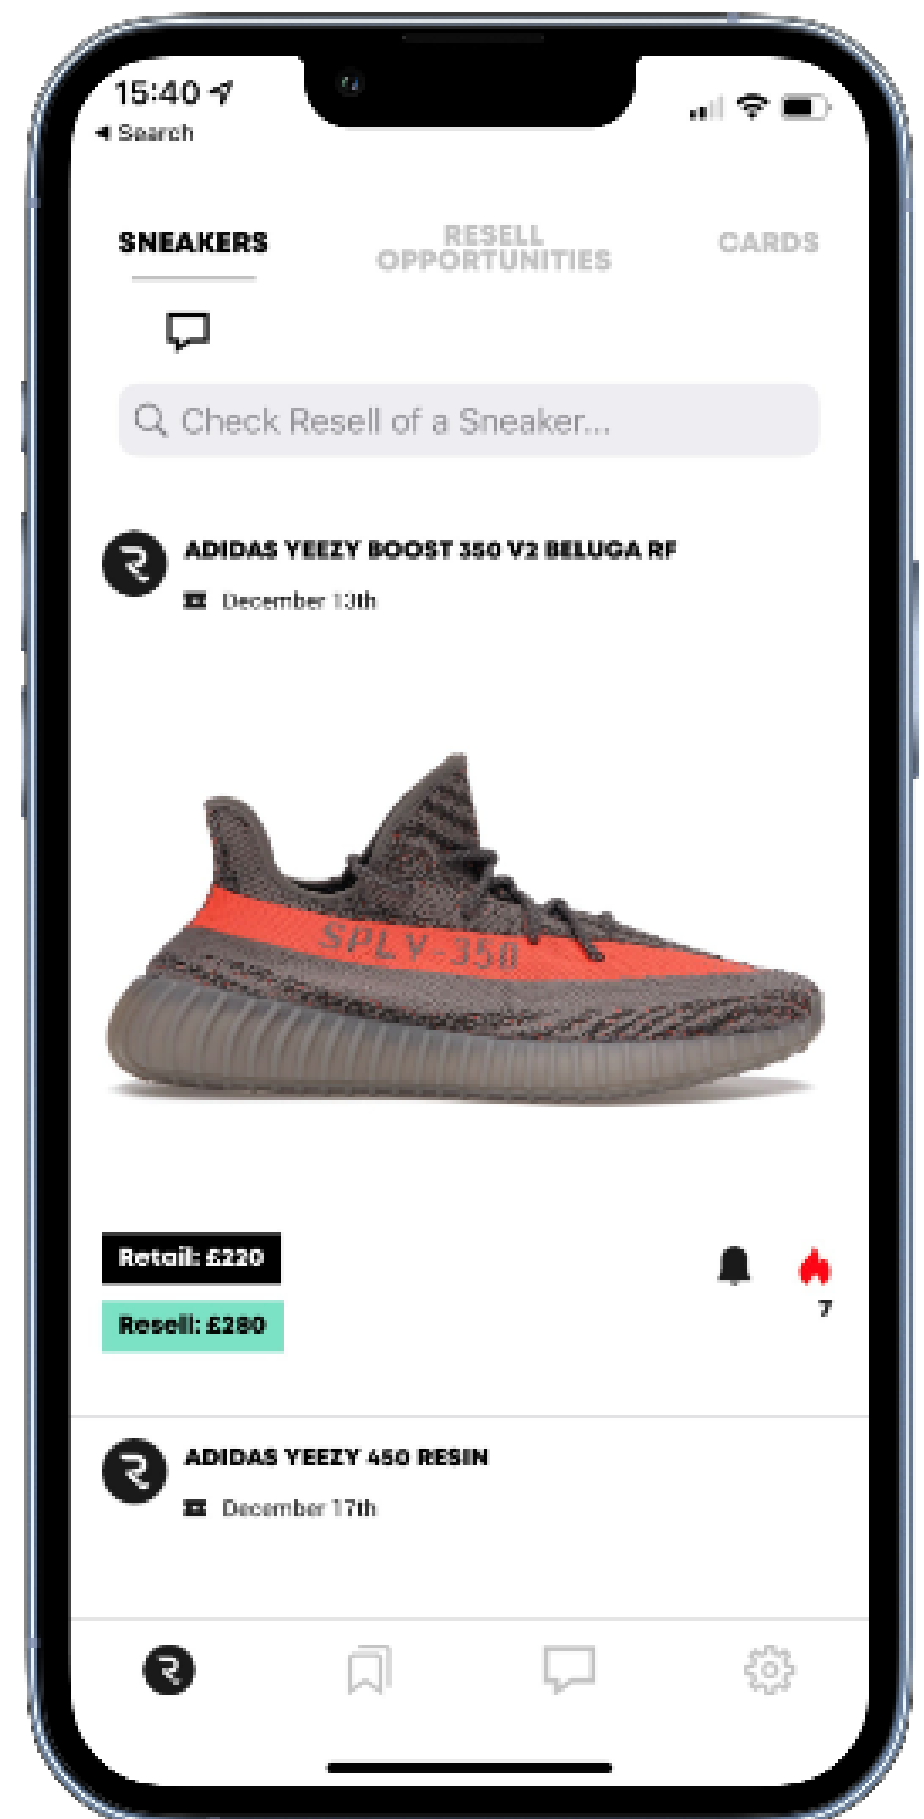 15:40
◀ Search
SNEAKERS
RESELL
OPPORTUNITIES
CARDS
Check Resell of a Sneaker...
ADIDAS YEEZY BOOST 350 V2 BELUGA RF
December 13th
SPLY-350
Retail: £220
Resell: £280
7
ADIDAS YEEZY 450 RESIN
December 17th